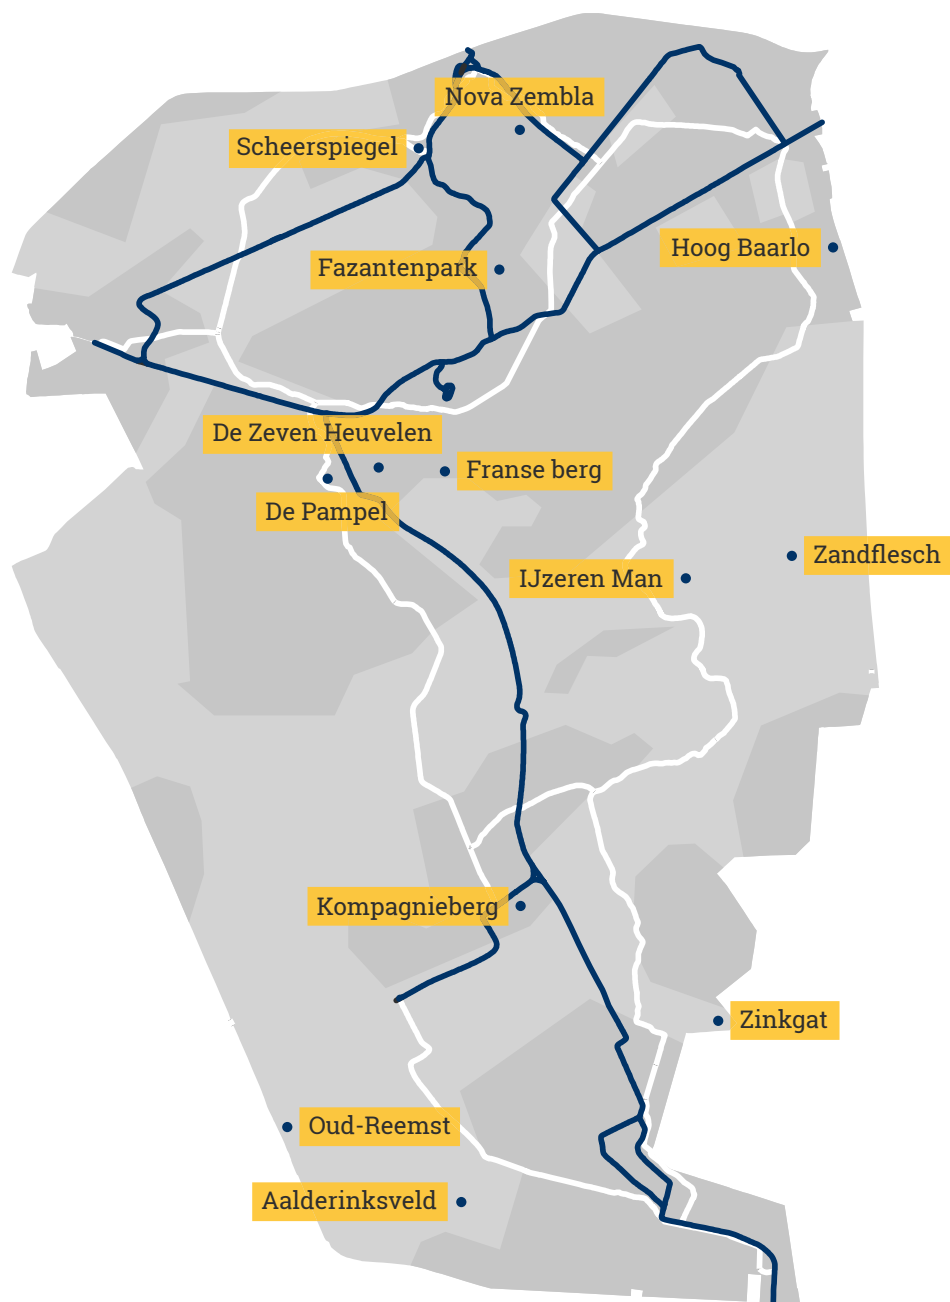 Nova Zembla
Scheerspiegel
Hoog Baarlo
Fazantenpark
De Zeven Heuvelen
Franse berg
De Pampel
Zandflesch
IJzeren Man
Kompagnieberg
Zinkgat
Oud-Reemst
Aalderinksveld